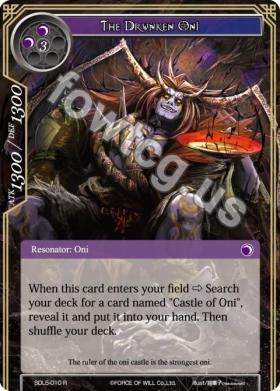 The Drunken Oni
3
ATK 1300 / DEF 1300
fowtcg.us
Resonator: Oni
When this card enters your field ⇨ Search
your deck for a card named "Castle of Oni",
reveal it and put it into your hand. Then
shuffle your deck.
The ruler of the oni castle is the strongest oni.
SDL5-010 R
©FORCE OF WILL Co.,Ltd.
Illust/